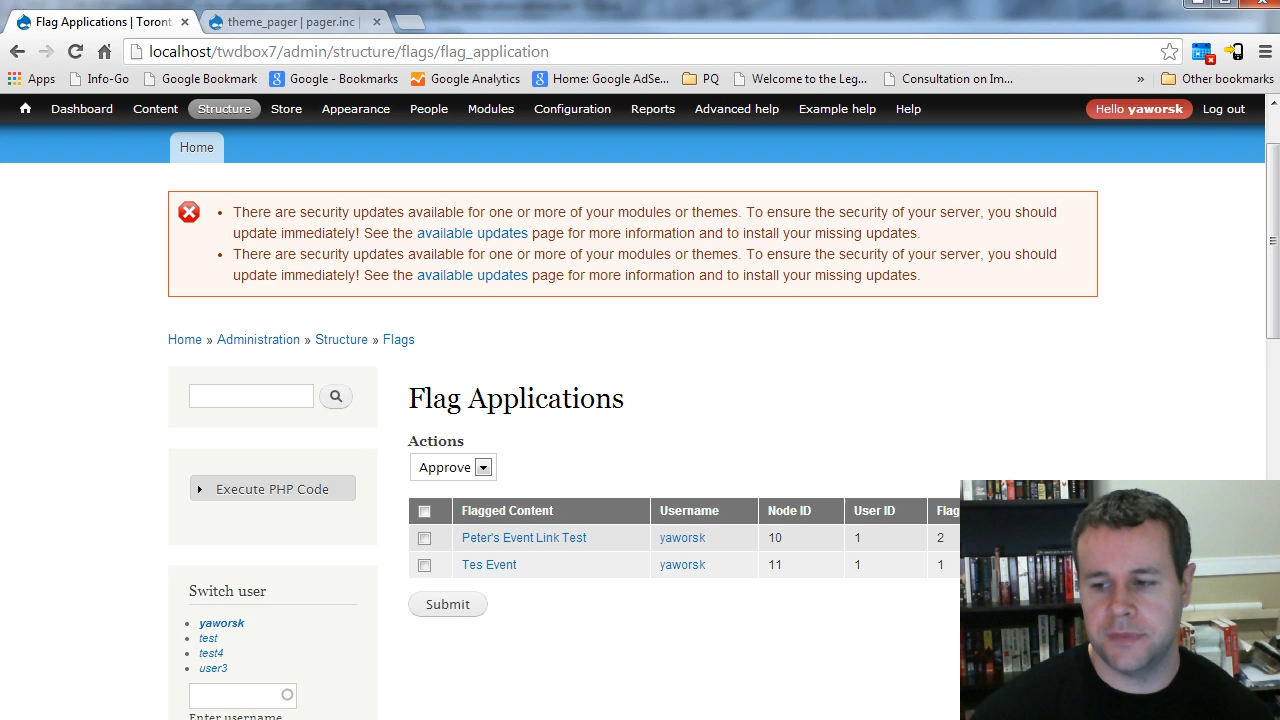 Flag Applications | Toront
theme_pager | pager.inc |
localhost/twdbox7/admin/structure/flags/flag_application
Apps Info-Go Google Bookmark Google - Bookmarks Google Analytics Home: Google AdSe... PQ Welcome to the Leg... Consultation on Im... » Other bookmarks
Dashboard Content Structure Store Appearance People Modules Configuration Reports Advanced help Example help Help Hello yaworsk Log out
Home
There are security updates available for one or more of your modules or themes. To ensure the security of your server, you should
update immediately! See the available updates page for more information and to install your missing updates.
There are security updates available for one or more of your modules or themes. To ensure the security of your server, you should
update immediately! See the available updates page for more information and to install your missing updates.
Home » Administration » Structure » Flags
Flag Applications
Actions
Approve
Flagged Content Username Node ID User ID Flag
Peter's Event Link Test yaworsk 10 1 2
Tes Event yaworsk 11 1 1
Submit
Execute PHP Code
Switch user
yaworsk
test
test4
user3
Enter username